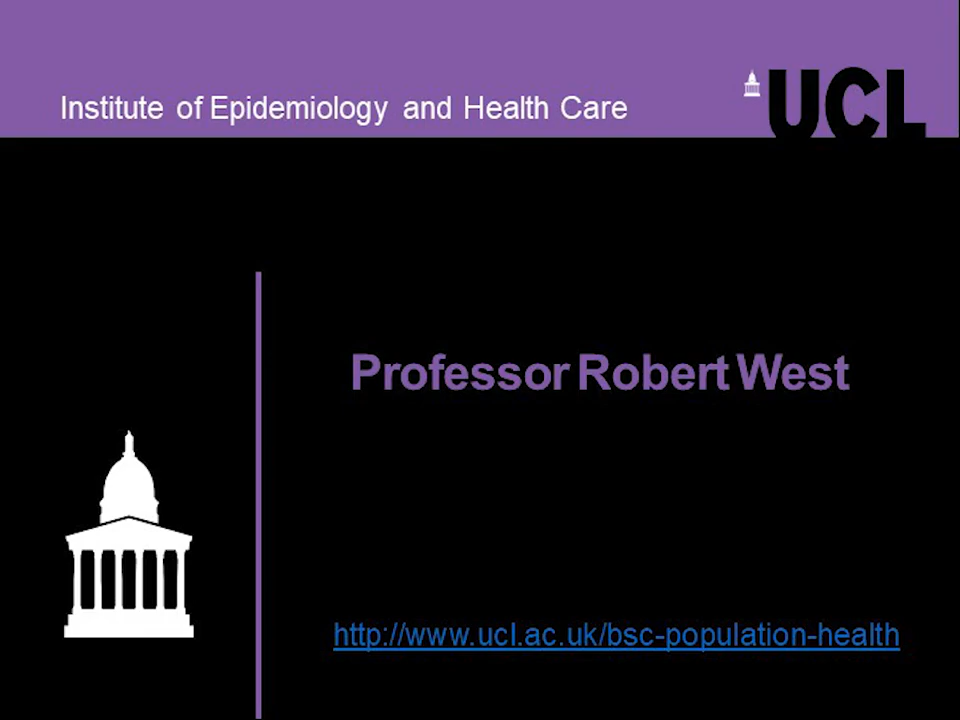 Institute of Epidemiology and Health Care
UCL
Professor Robert West
http://www.ucl.ac.uk/bsc-population-health